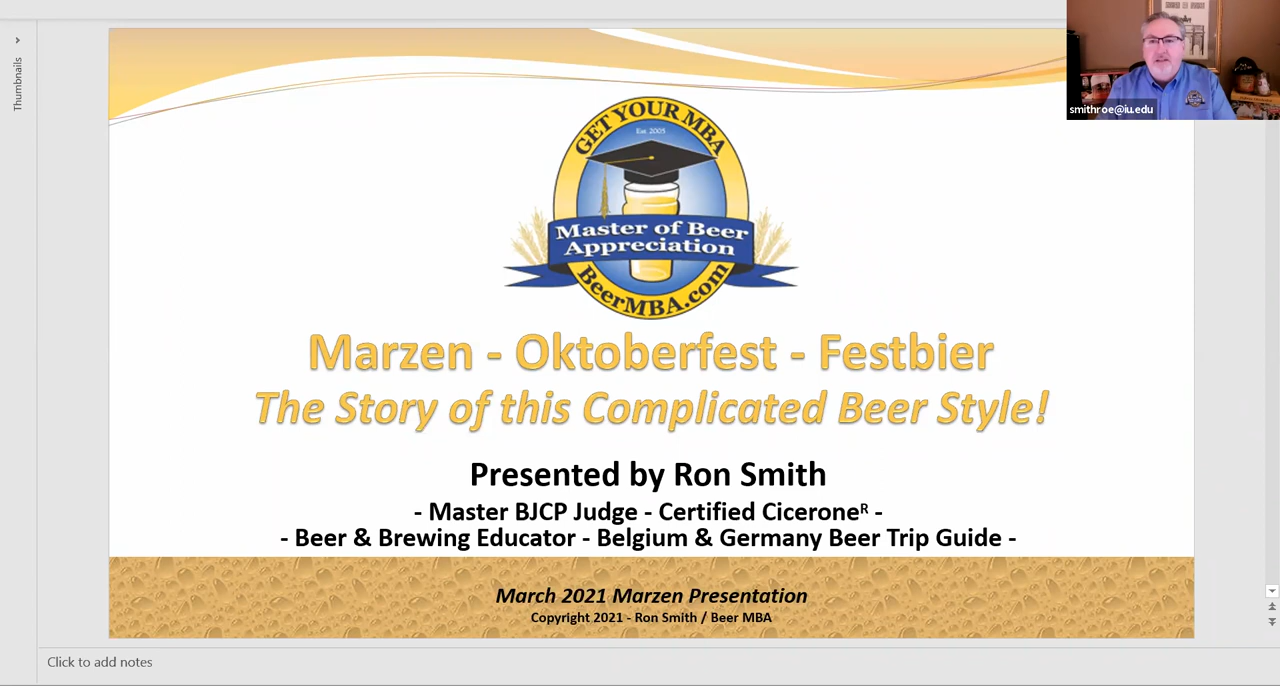 Thumbnails
smithroe@iu.edu
GET YOUR MBA
Est. 2005
Master of Beer
Appreciation
BeerMBA.com
Marzen - Oktoberfest - Festbier
The Story of this Complicated Beer Style!
Presented by Ron Smith
- Master BJCP Judge - Certified Ciceroneᴿ -
- Beer & Brewing Educator - Belgium & Germany Beer Trip Guide -
March 2021 Marzen Presentation
Copyright 2021 - Ron Smith / Beer MBA
Click to add notes